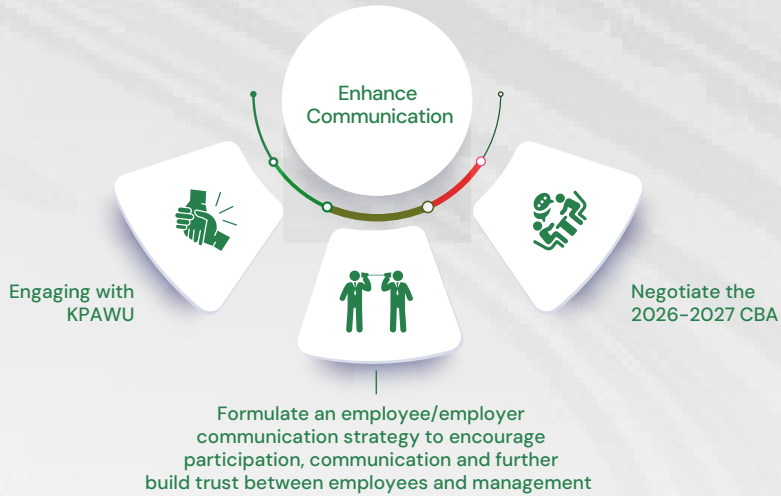 Enhance
Communication
Engaging with
KPAWU
Negotiate the
2026-2027 CBA
Formulate an employee/employer
communication strategy to encourage
participation, communication and further
build trust between employees and management